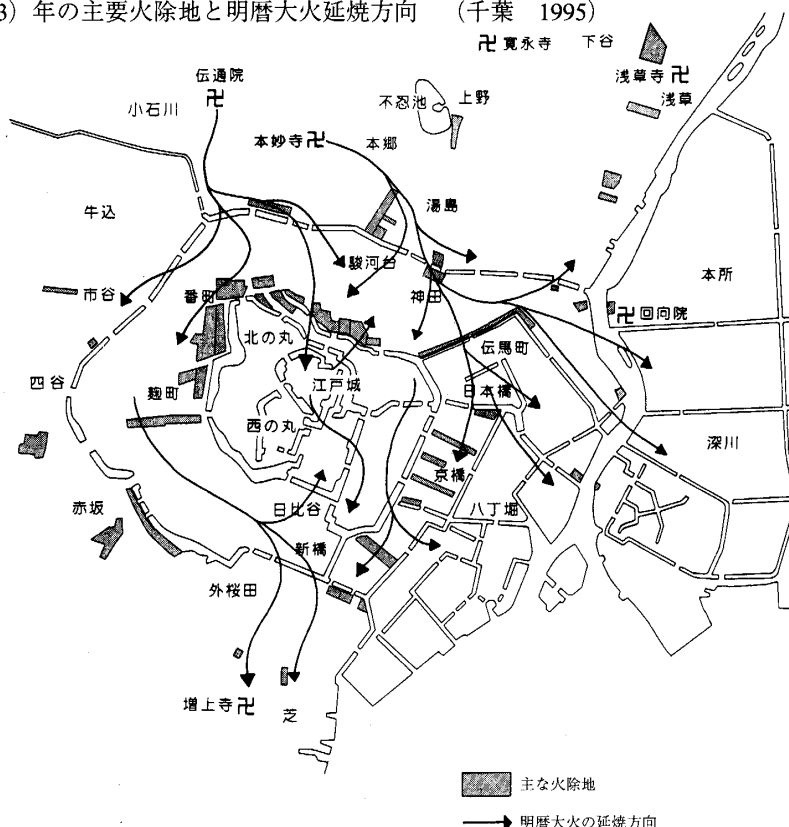 3）年の主要火除地と明暦大火延焼方向　（千葉　1995）
卍 寛永寺
下谷
浅草寺 卍
浅草
伝通院
卍
小石川
不忍池
上野
本妙寺 卍
本郷
牛込
湯島
本所
駿河台
市谷
番町
神田
卍 回向院
北の丸
伝馬町
四谷
麹町
江戸城
日本橋
西の丸
深川
京橋
赤坂
日比谷
八丁堀
新橋
外桜田
増上寺 卍
芝
主な火除地
明暦大火の延焼方向